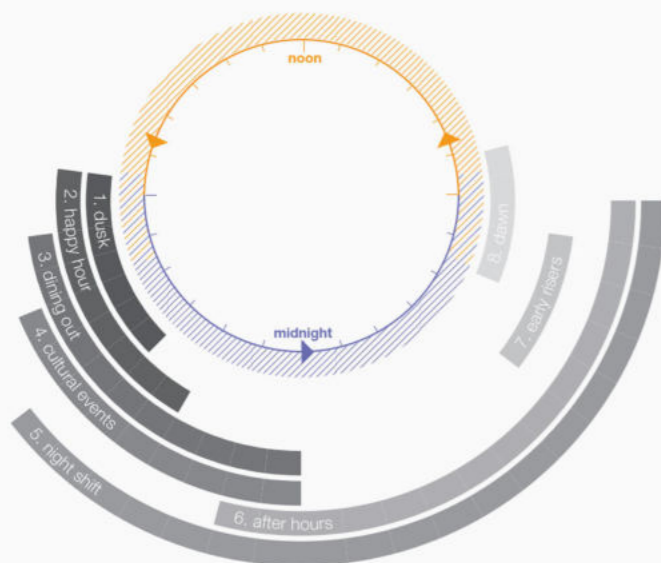 noon
midnight
1. dusk
2. happy hour
3. dining out
4. cultural events
5. night shift
6. after hours
7. early risers
8. dawn